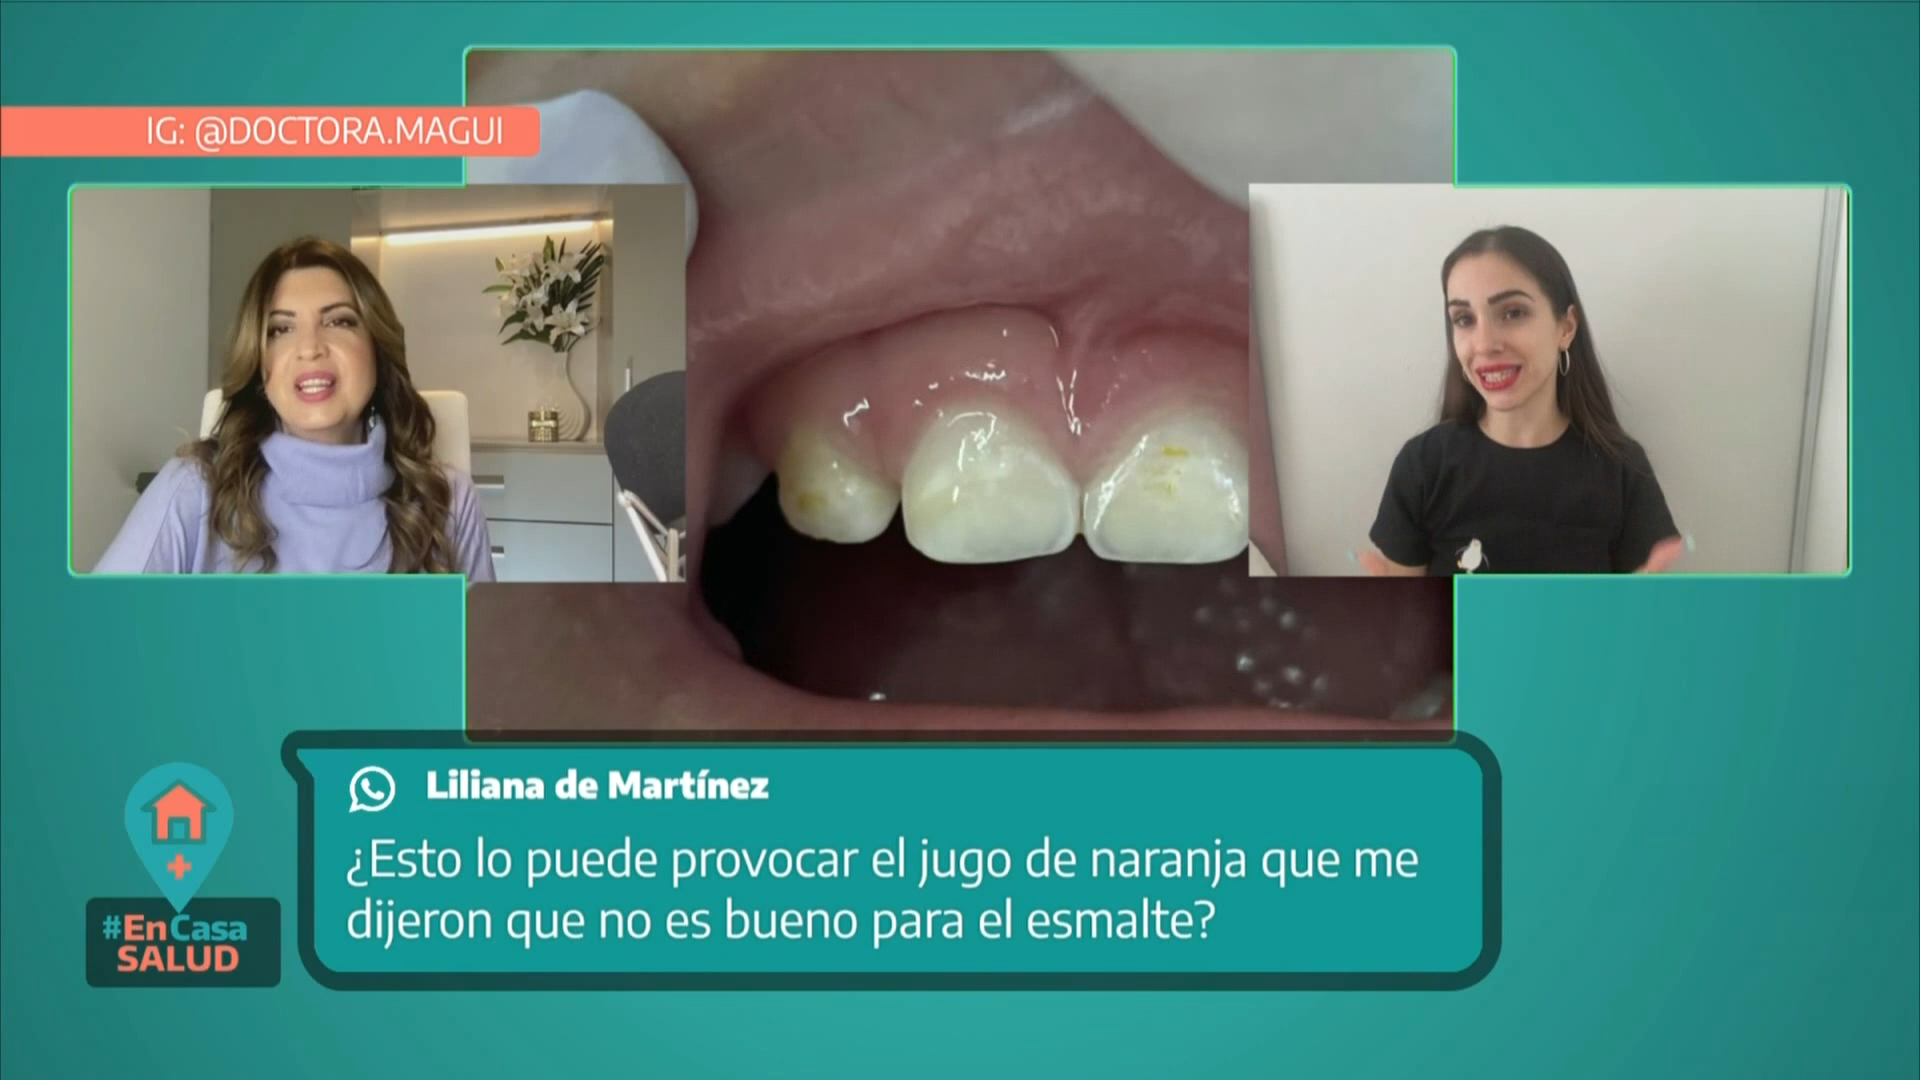 IG: @DOCTORA.MAGUI
Liliana de Martínez
¿Esto lo puede provocar el jugo de naranja que me
dijeron que no es bueno para el esmalte?
#EnCasa
SALUD